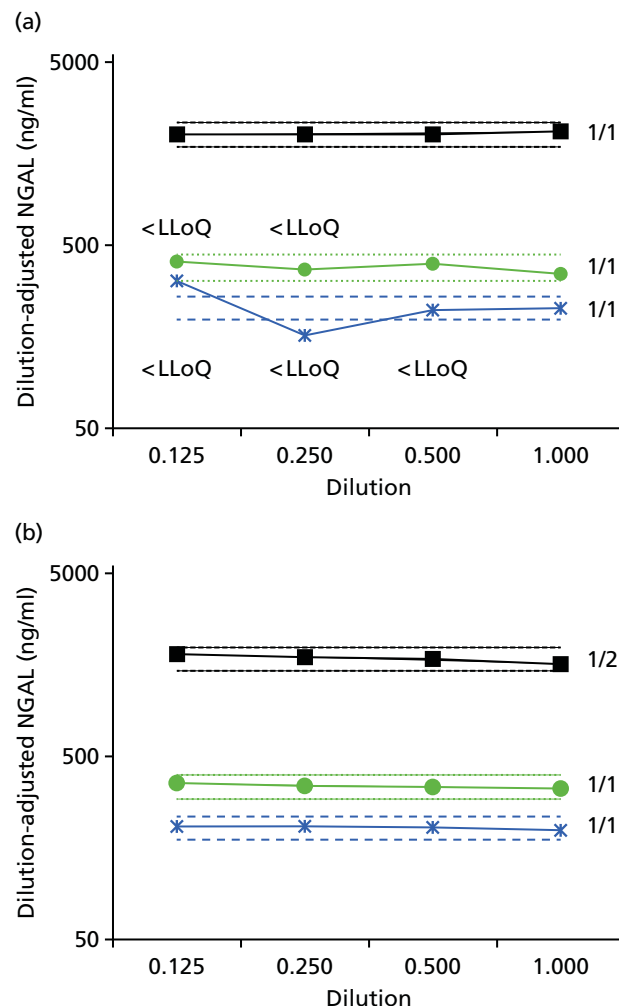 (a)
Dilution-adjusted NGAL (ng/ml)
5000
500
50
1/1
<LLoQ <LLoQ
1/1
1/1
<LLoQ <LLoQ <LLoQ
0.125 0.250 0.500 1.000
Dilution
(b)
Dilution-adjusted NGAL (ng/ml)
5000
500
50
1/2
1/1
1/1
0.125 0.250 0.500 1.000
Dilution